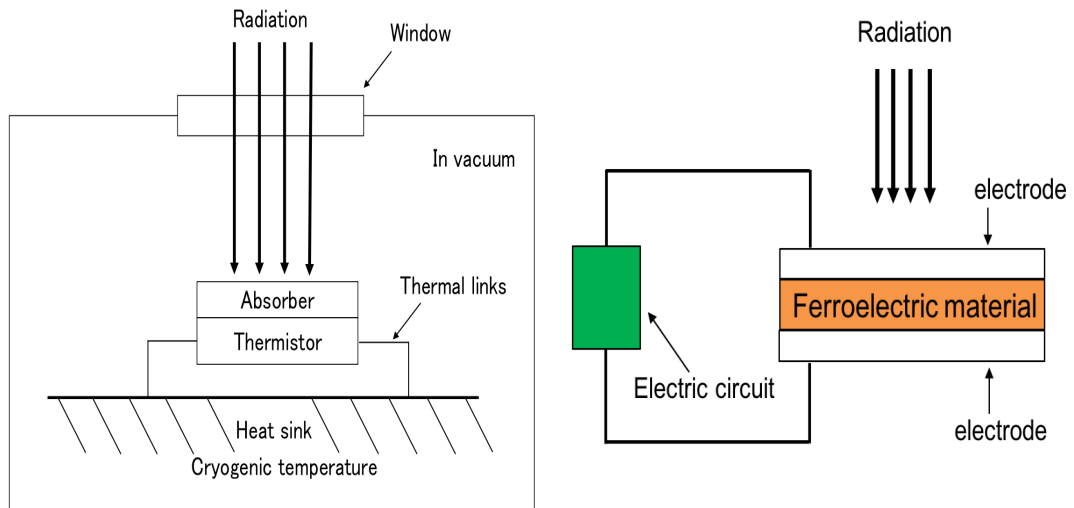 Radiation
Window
In vacuum
Absorber
Thermistor
Thermal links
Heat sink
Cryogenic temperature
Radiation
electrode
Ferroelectric material
Electric circuit
electrode